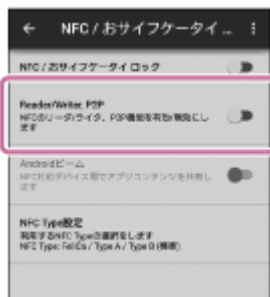 NFC / おサイフケータイ ...
NFC / おサイフケータイ ロック
Reader/Writer, P2P
NFCのリーダ/ライタ、P2P機能を有効/無効にし
ます
Androidビーム
NFC対応デバイス間でアプリコンテンツを共有し
ます
NFC Type設定
利用するNFC Typeの選択をします
NFC Type: FeliCa / Type A / Type B (標準)